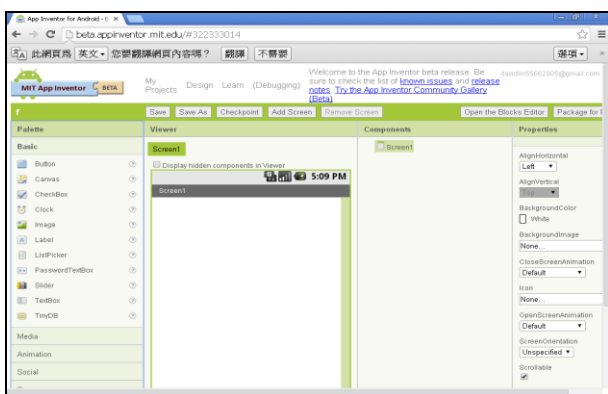 App Inventor for Android - B
beta.appinventor.mit.edu/#322333014
此網頁為 英文 您要翻譯網頁內容嗎？ 翻譯 不需要 選項
MIT App Inventor BETA
My Projects Design Learn (Debugging)
Welcome to the App Inventor beta release. Be
sure to check the list of known issues and release
notes. Try the App Inventor Community Gallery
(Beta)
Save Save As Checkpoint Add Screen Remove Screen Open the Blocks Editor Package for
Palette Viewer Components Properties
Basic
Button
Canvas
CheckBox
Clock
Image
Label
ListPicker
PasswordTextBox
Slider
TextBox
TinyDB
Media
Animation
Social
Screen1
Display hidden components in Viewer
5:09 PM
Screen1
Screen1
AlignHorizontal
Left
AlignVertical
Top
BackgroundColor
White
BackgroundImage
None...
CloseScreenAnimation
Default
Icon
None...
OpenScreenAnimation
Default
ScreenOrientation
Unspecified
Scrollable